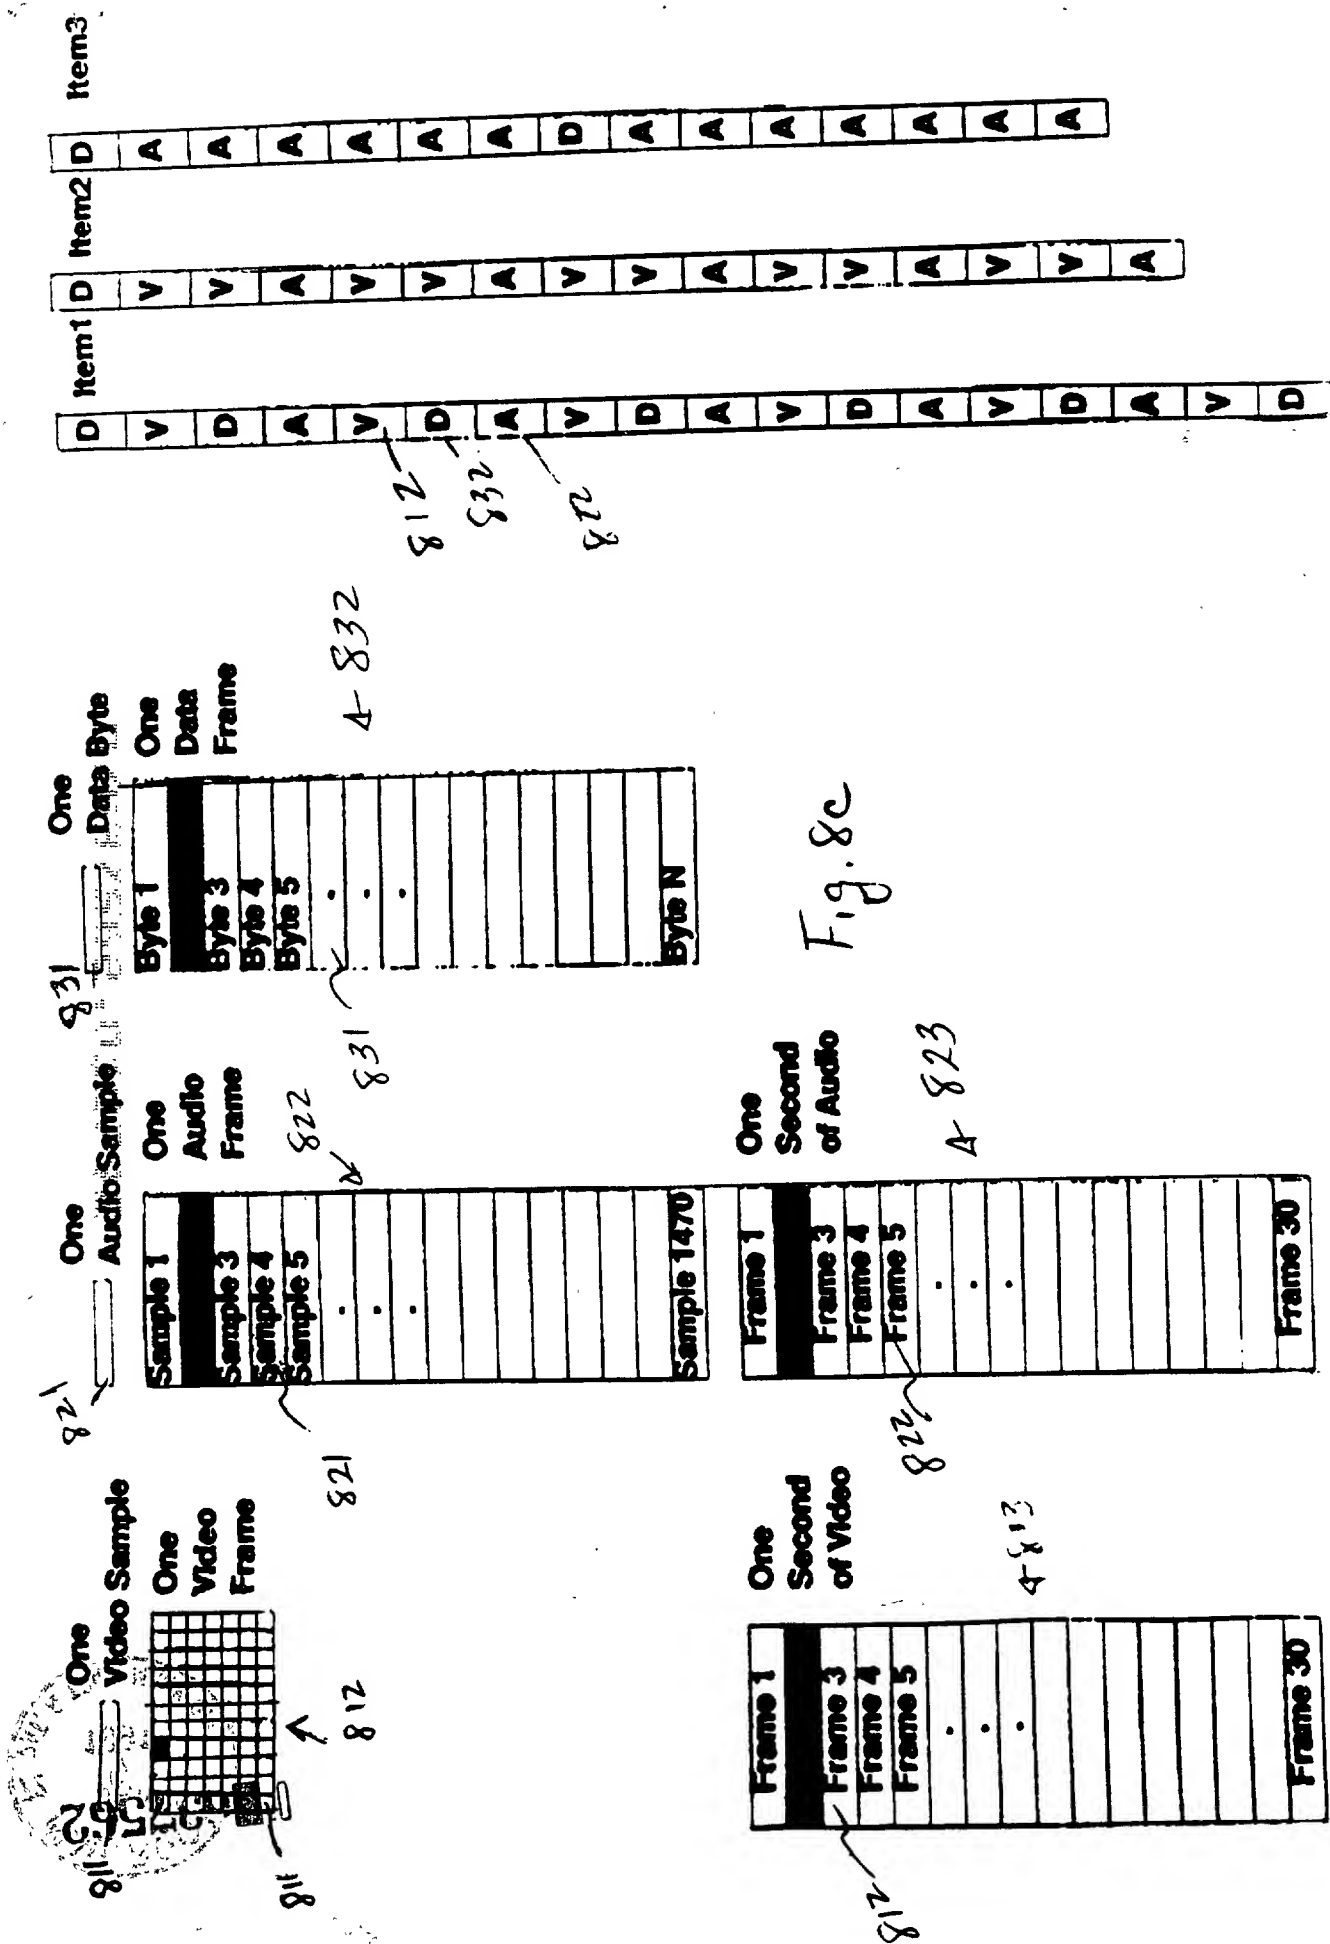 811
One
Video Sample
One
Video
Frame
811
812
821
One
Audio Sample
Sample 1
Sample 3
Sample 4
Sample 5
.
.
.
Sample 1470
One
Audio
Frame
821
822
831
One
Data Byte
Byte 1
Byte 3
Byte 4
Byte 5
.
.
.
Byte N
One
Data
Frame
831
832
Frame 1
Frame 3
Frame 4
Frame 5
.
.
.
Frame 30
One
Second
of Video
812
813
Frame 1
Frame 3
Frame 4
Frame 5
.
.
.
Frame 30
One
Second
of Audio
822
823
Fig. 8c
Item1
D
V
D
A
V
D
A
V
D
A
V
D
A
V
D
A
V
D
812
832
822
Item2
D
V
V
A
V
V
A
V
V
A
V
V
A
V
V
A
Item3
D
A
A
A
A
A
A
D
A
A
A
A
A
A
A